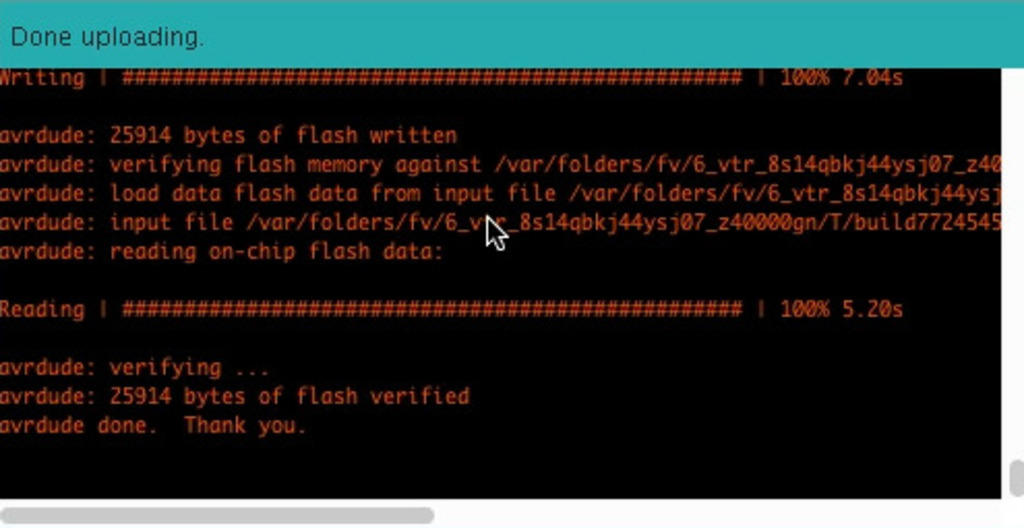 Done uploading.
Writing | ################################################## | 100% 7.04s
avrdude: 25914 bytes of flash written
avrdude: verifying flash memory against /var/folders/fv/6_vtr_8s14qbkj44ysj07_z40
avrdude: load data flash data from input file /var/folders/fv/6_vtr_8s14qbkj44ysj
avrdude: input file /var/folders/fv/6_vtr_8s14qbkj44ysj07_z40000gn/T/build7724545
avrdude: reading on-chip flash data:
Reading | ################################################## | 100% 5.20s
avrdude: verifying ...
avrdude: 25914 bytes of flash verified
avrdude done.  Thank you.